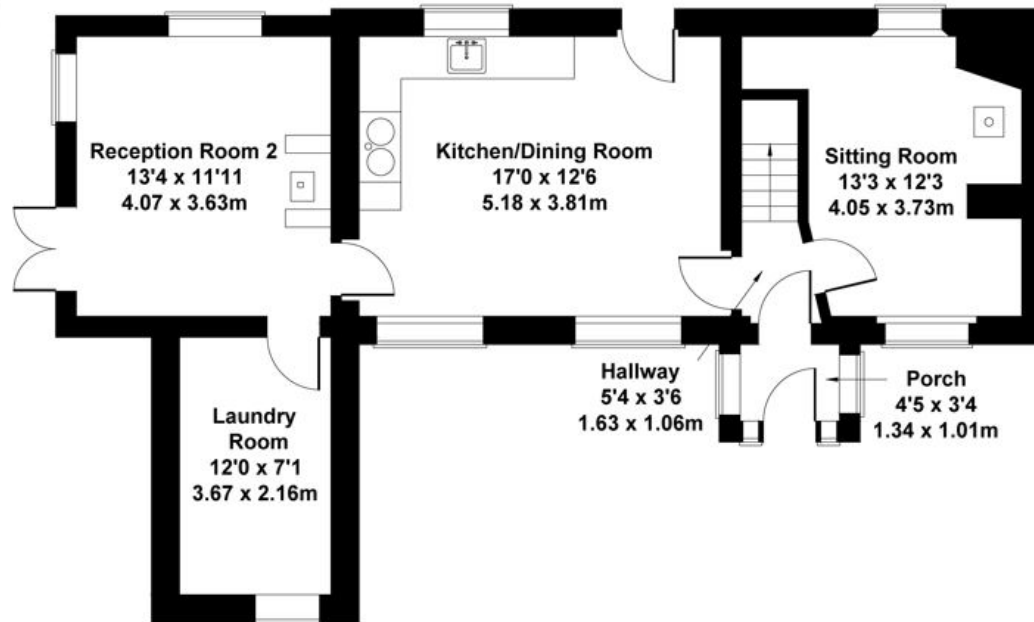 Reception Room 2
13'4 x 11'11
4.07 x 3.63m
Kitchen/Dining Room
17'0 x 12'6
5.18 x 3.81m
Sitting Room
13'3 x 12'3
4.05 x 3.73m
Laundry
Room
12'0 x 7'1
3.67 x 2.16m
Hallway
5'4 x 3'6
1.63 x 1.06m
Porch
4'5 x 3'4
1.34 x 1.01m